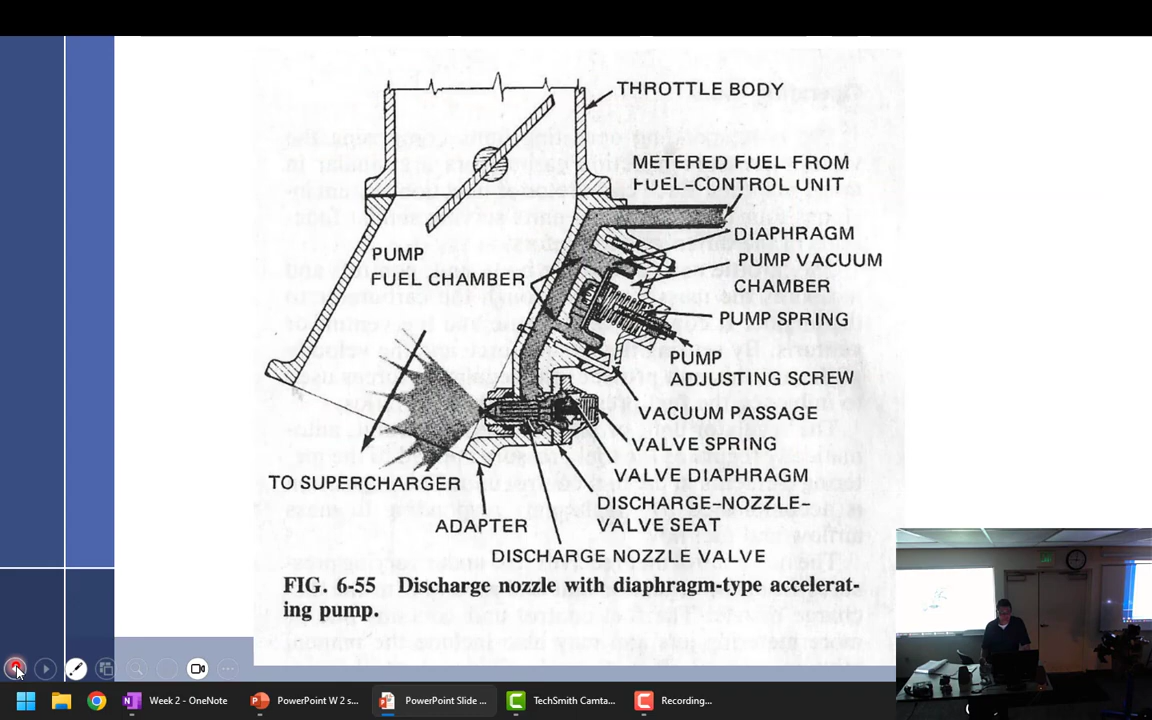 THROTTLE BODY
METERED FUEL FROM
FUEL-CONTROL UNIT
DIAPHRAGM
PUMP VACUUM
CHAMBER
PUMP
FUEL CHAMBER
PUMP SPRING
PUMP
ADJUSTING SCREW
VACUUM PASSAGE
VALVE SPRING
VALVE DIAPHRAGM
TO SUPERCHARGER
DISCHARGE-NOZZLE-
VALVE SEAT
ADAPTER
DISCHARGE NOZZLE VALVE
FIG. 6-55 Discharge nozzle with diaphragm-type accelerat-
ing pump.
Week 2 - OneNote
PowerPoint W 2 s...
PowerPoint Slide ...
TechSmith Camta...
Recording...